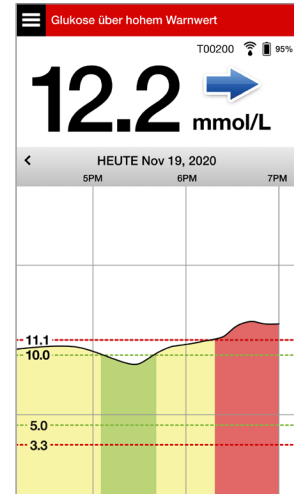 Glukose über hohem Warnwert
T00200 95%
12.2 mmol/L
HEUTE Nov 19, 2020
5PM 6PM 7PM
11.1
10.0
5.0
3.3